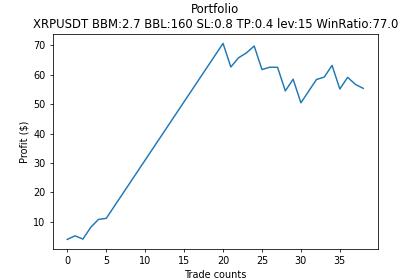 Portfolio
XRPUSDT BBM:2.7 BBL:160 SL:0.8 TP:0.4 lev:15 WinRatio:77.0
Profit ($)
70
60
50
40
30
20
10
0 5 10 15 20 25 30 35
Trade counts